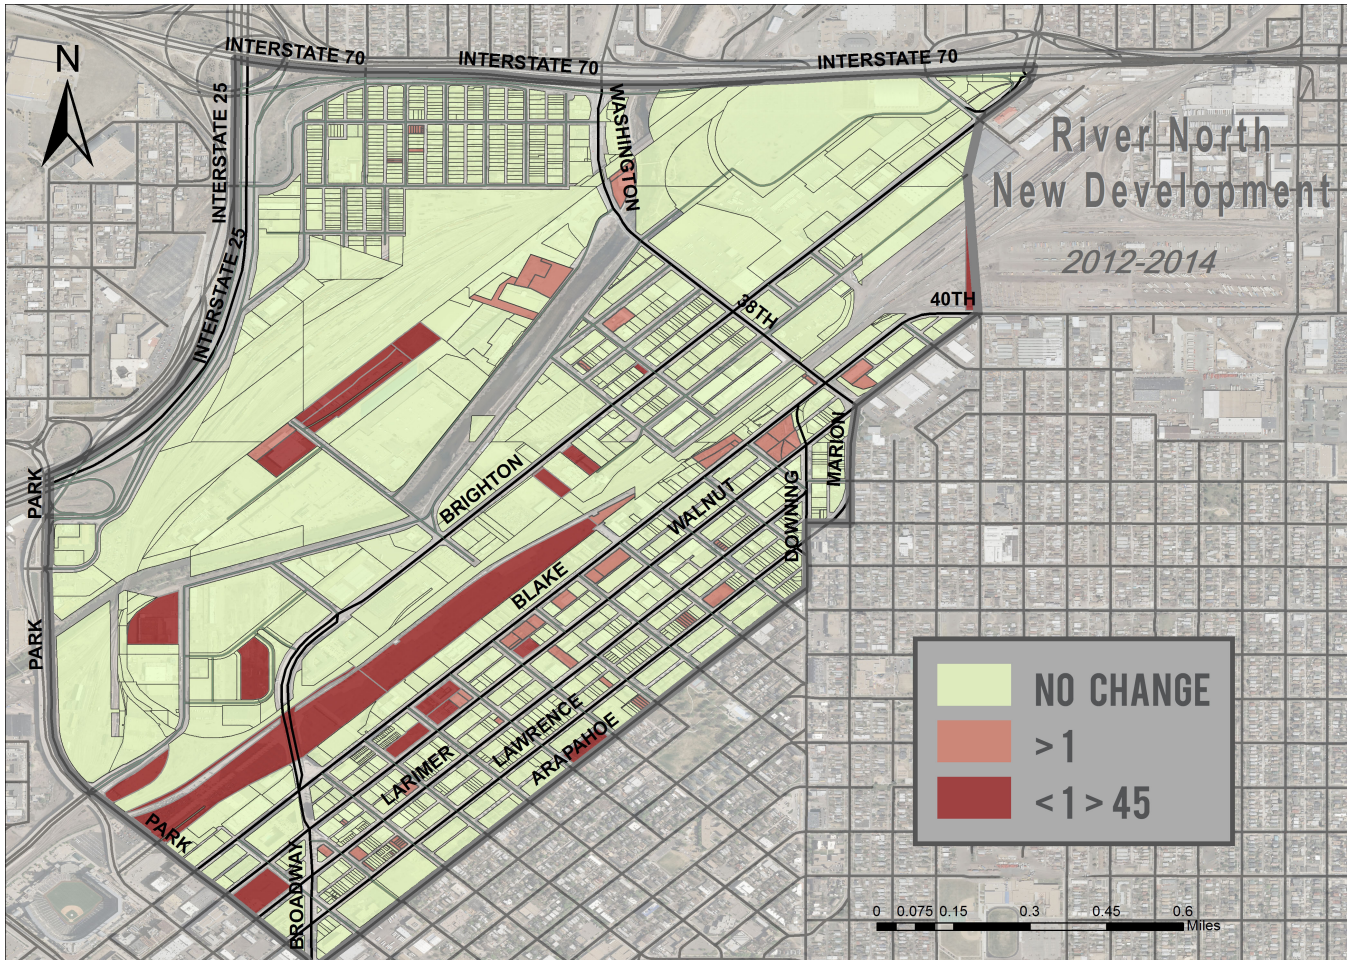 N
INTERSTATE 70
INTERSTATE 70
INTERSTATE 70
INTERSTATE 25
INTERSTATE 25
WASHINGTON
River North
New Development
2012-2014
38TH
40TH
PARK
PARK
PARK
BRIGHTON
BLAKE
WALNUT
DOWNING
MARION
LARIMER
LAWRENCE
ARAPAHOE
BROADWAY
NO CHANGE
> 1
< 1 > 45
0 0.075 0.15 0.3 0.45 0.6
Miles